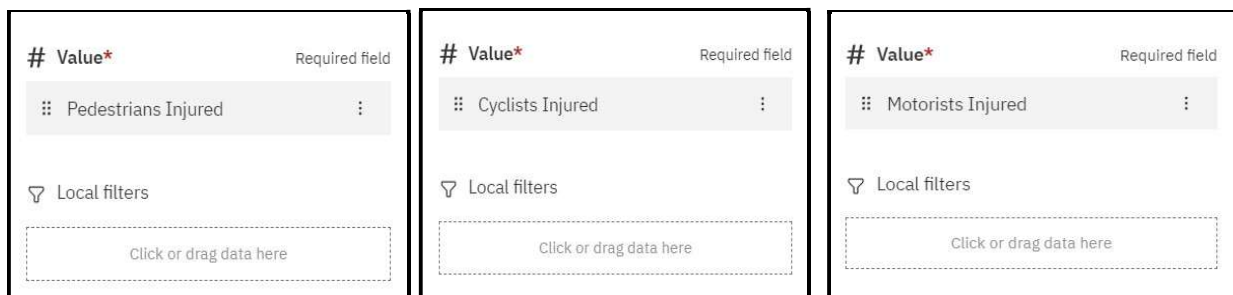 # Value* Required field
Pedestrians Injured
Local filters
Click or drag data here
# Value* Required field
Cyclists Injured
Local filters
Click or drag data here
# Value* Required field
Motorists Injured
Local filters
Click or drag data here